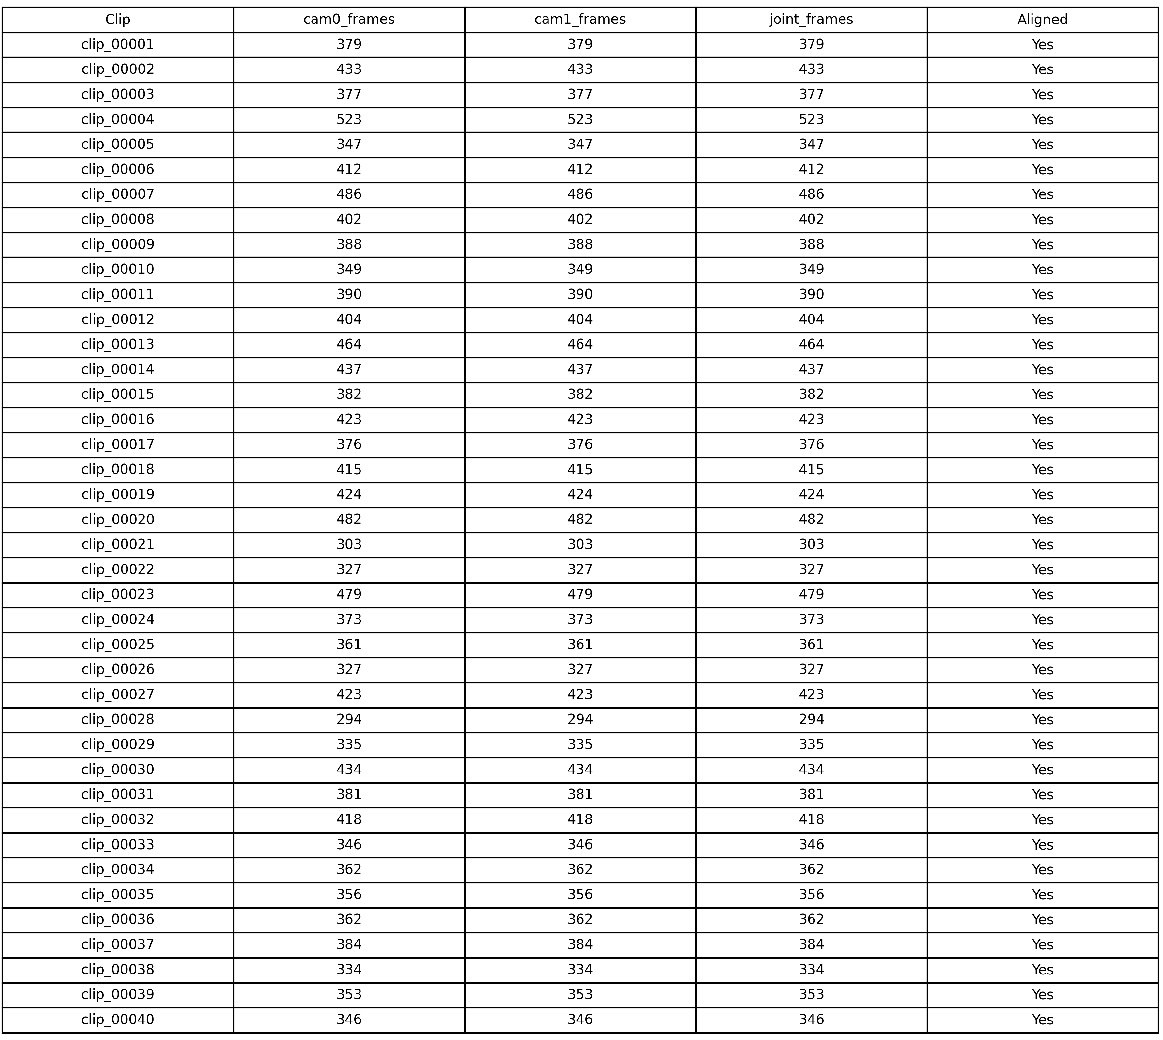 Clip cam0_frames cam1_frames joint_frames Aligned
clip_00001 379 379 379 Yes
clip_00002 433 433 433 Yes
clip_00003 377 377 377 Yes
clip_00004 523 523 523 Yes
clip_00005 347 347 347 Yes
clip_00006 412 412 412 Yes
clip_00007 486 486 486 Yes
clip_00008 402 402 402 Yes
clip_00009 388 388 388 Yes
clip_00010 349 349 349 Yes
clip_00011 390 390 390 Yes
clip_00012 404 404 404 Yes
clip_00013 464 464 464 Yes
clip_00014 437 437 437 Yes
clip_00015 382 382 382 Yes
clip_00016 423 423 423 Yes
clip_00017 376 376 376 Yes
clip_00018 415 415 415 Yes
clip_00019 424 424 424 Yes
clip_00020 482 482 482 Yes
clip_00021 303 303 303 Yes
clip_00022 327 327 327 Yes
clip_00023 479 479 479 Yes
clip_00024 373 373 373 Yes
clip_00025 361 361 361 Yes
clip_00026 327 327 327 Yes
clip_00027 423 423 423 Yes
clip_00028 294 294 294 Yes
clip_00029 335 335 335 Yes
clip_00030 434 434 434 Yes
clip_00031 381 381 381 Yes
clip_00032 418 418 418 Yes
clip_00033 346 346 346 Yes
clip_00034 362 362 362 Yes
clip_00035 356 356 356 Yes
clip_00036 362 362 362 Yes
clip_00037 384 384 384 Yes
clip_00038 334 334 334 Yes
clip_00039 353 353 353 Yes
clip_00040 346 346 346 Yes